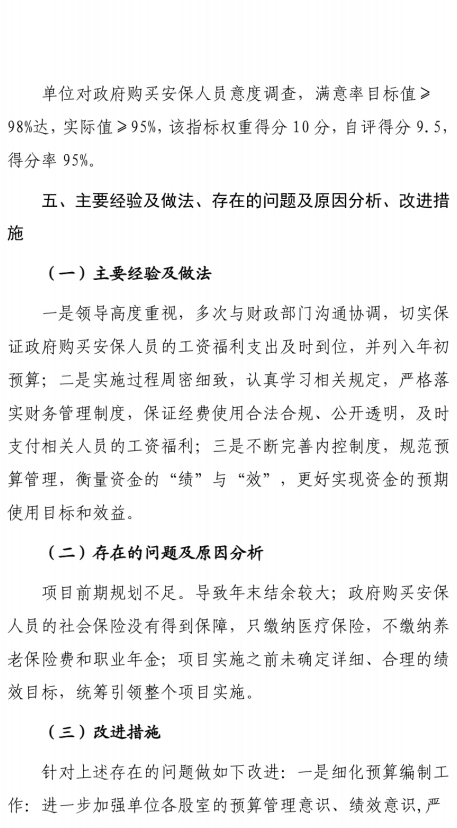 单位对政府购买安保人员意度调查，满意率目标值≥
98%达，实际值≥95%，该指标权重得分 10 分，自评得分 9.5，
得分率 95%。
五、主要经验及做法、存在的问题及原因分析、改进措
施
（一）主要经验及做法
一是领导高度重视，多次与财政部门沟通协调，切实保
证政府购买安保人员的工资福利支出及时到位，并列入年初
预算；二是实施过程周密细致，认真学习相关规定，严格落
实财务管理制度，保证经费使用合法合规、公开透明，及时
支付相关人员的工资福利；三是不断完善内控制度，规范预
算管理，衡量资金的“绩”与“效”，更好实现资金的预期
使用目标和效益。
（二）存在的问题及原因分析
项目前期规划不足。导致年末结余较大；政府购买安保
人员的社会保险没有得到保障，只缴纳医疗保险，不缴纳养
老保险费和职业年金；项目实施之前未确定详细、合理的绩
效目标，统筹引领整个项目实施。
（三）改进措施
针对上述存在的问题做如下改进：一是细化预算编制工
作：进一步加强单位各股室的预算管理意识、绩效意识,严